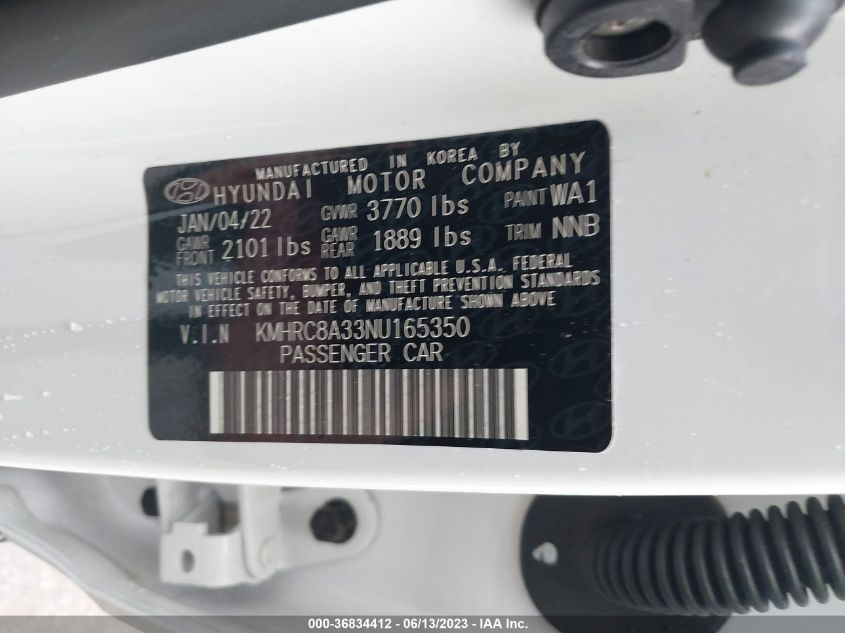 MANUFACTURED IN KOREA BY
HYUNDAI MOTOR COMPANY
JAN/04/22 GVWR 3770 lbs PAINT WA1
GAWR FRONT 2101 lbs GAWR REAR 1889 lbs TRIM NNB
THIS VEHICLE CONFORMS TO ALL APPLICABLE U.S.A. FEDERAL
MOTOR VEHICLE SAFETY, BUMPER, AND THEFT PREVENTION STANDARDS
IN EFFECT ON THE DATE OF MANUFACTURE SHOWN ABOVE
V.I.N KMHRC8A33NU165350
PASSENGER CAR
000-36834412 - 06/13/2023 - IAA Inc.